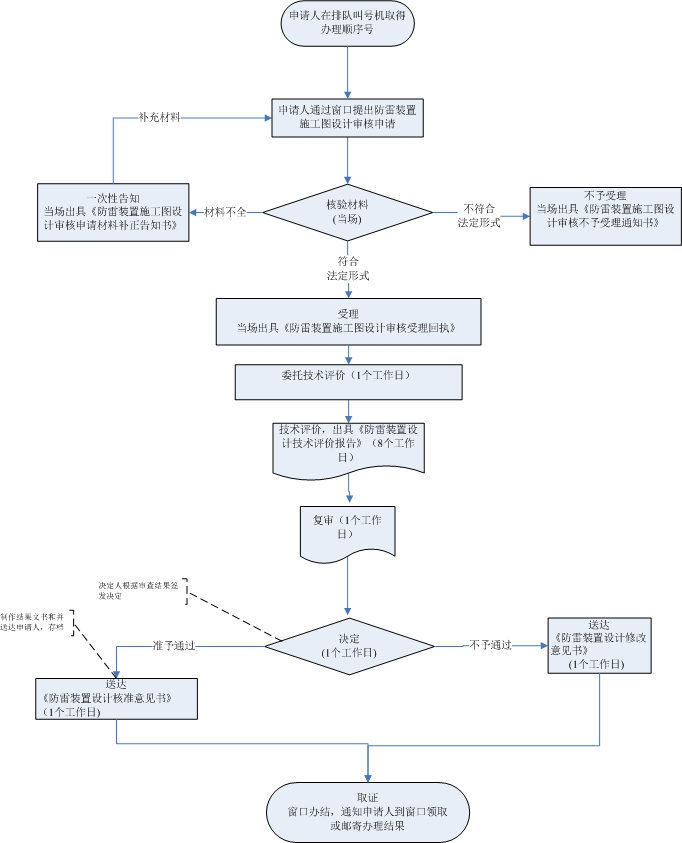 申请人在排队叫号机取得
办理顺序号
申请人通过窗口提出防雷装置
施工图设计审核申请
补充材料
一次性告知
当场出具《防雷装置施工图设
计审核申请材料补正告知书》
材料不全
核验材料
(当场)
不符合
法定形式
不予受理
当场出具《防雷装置施工图设
计审核不予受理通知书》
符合
法定形式
受理
当场出具《防雷装置施工图设计审核受理回执》
委托技术评价（1个工作日）
技术评价，出具《防雷装置设
计技术评价报告》（8个工作
日）
复审（1个工作
日）
决定人根据审查结果签
发决定
制作结果文书和并
送达申请人，存档
准予通过
决定
(1个工作日)
不予通过
送达
《防雷装置设计修改
意见书》
(1个工作日)
送达
《防雷装置设计核准意见书》
（1个工作日）
取证
窗口办结，通知申请人到窗口领取
或邮寄办理结果